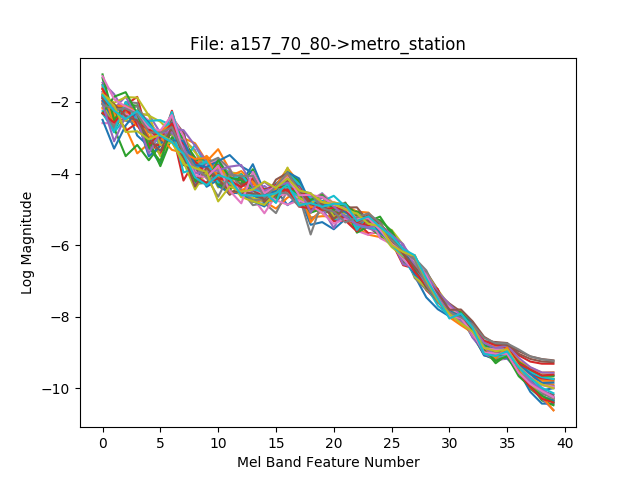 File: a157_70_80->metro_station
Log Magnitude
−2
−4
−6
−8
−10
0 5 10 15 20 25 30 35 40
Mel Band Feature Number